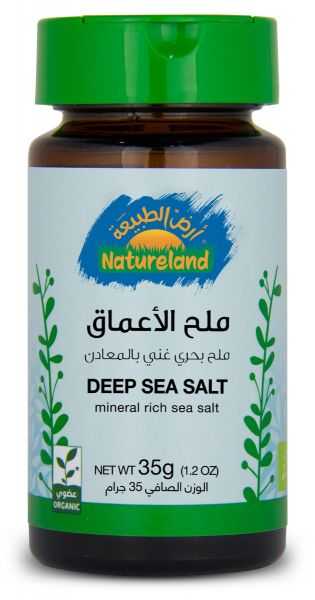 أرض الطبيعة
Natureland
ملح الأعماق
ملح بحري غني بالمعادن
DEEP SEA SALT
mineral rich sea salt
NET WT 35g (1.2 OZ)
الوزن الصافي 35 جرام
عضوي
ORGANIC